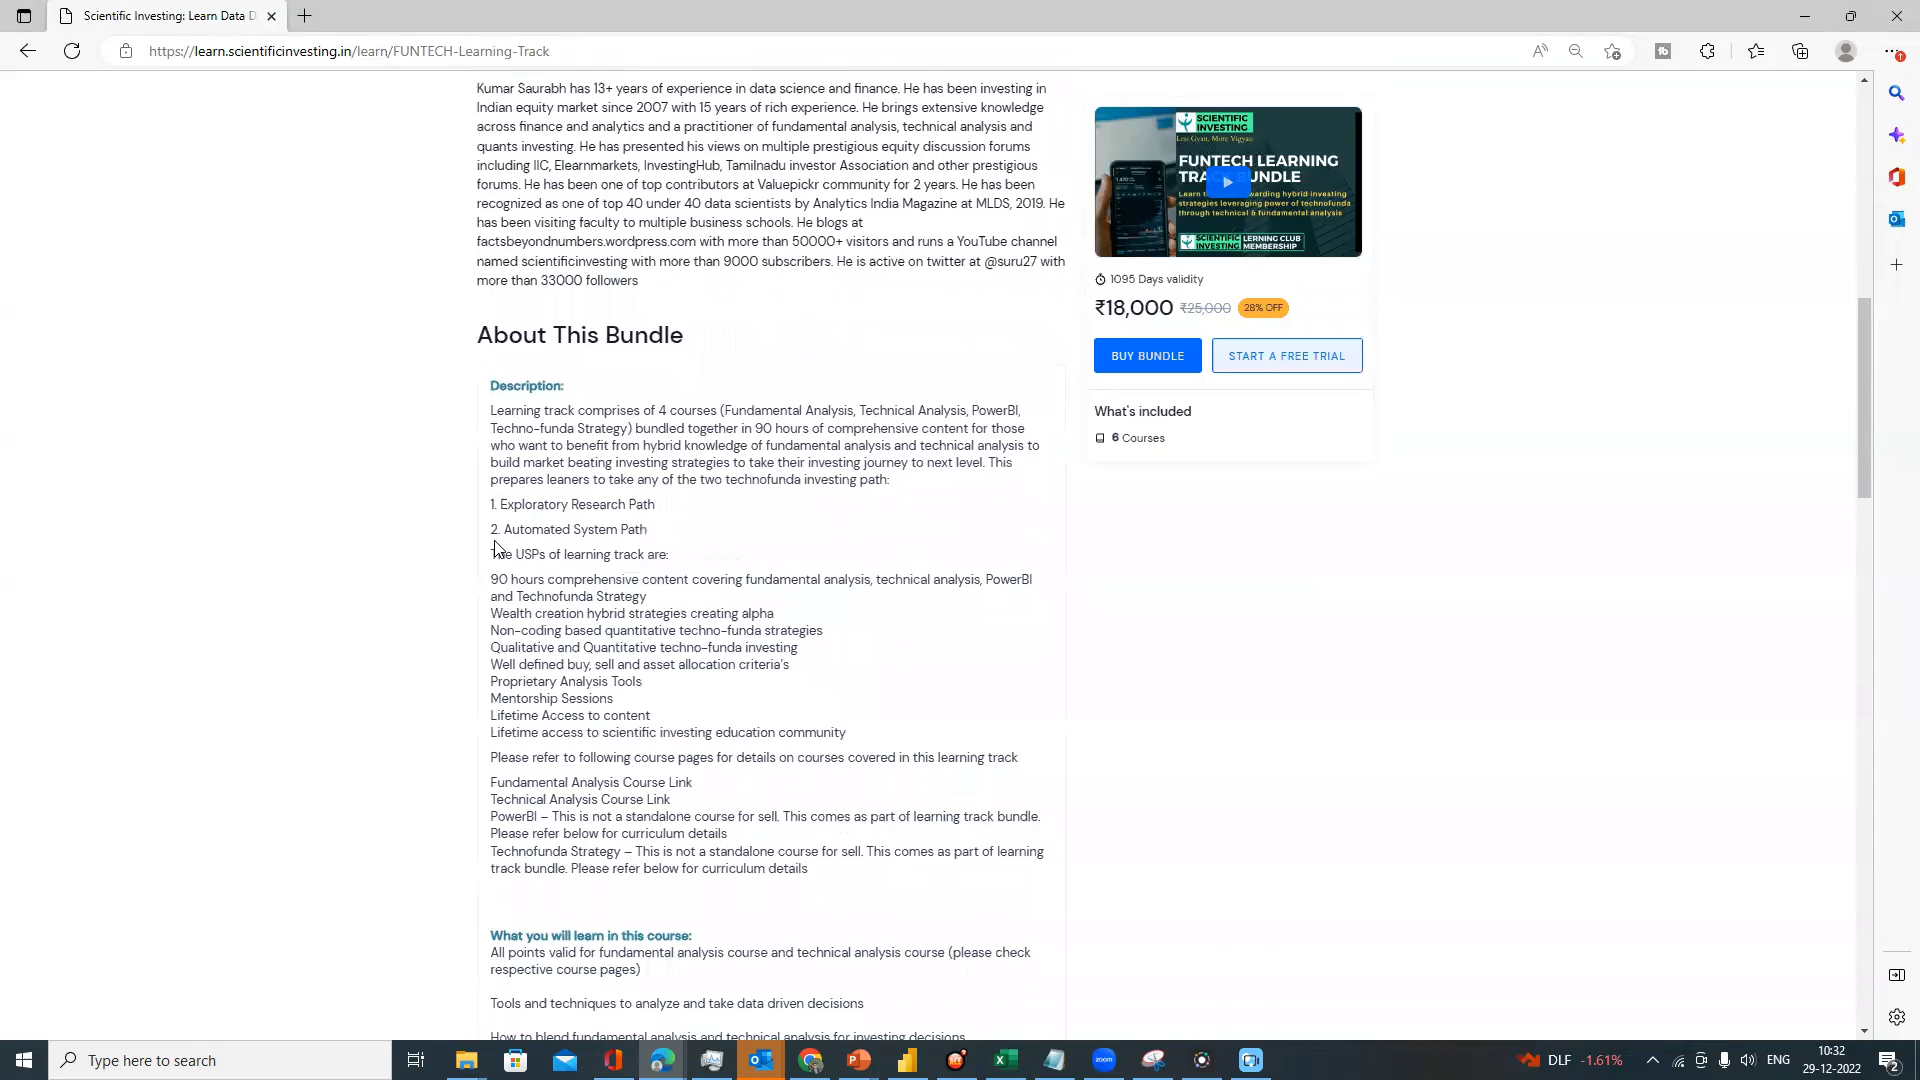 Scientific Investing: Learn Data D
https://learn.scientificinvesting.in/learn/FUNTECH-Learning-Track
Kumar Saurabh has 13+ years of experience in data science and finance. He has been investing in
Indian equity market since 2007 with 15 years of rich experience. He brings extensive knowledge
across finance and analytics and a practitioner of fundamental analysis, technical analysis and
quants investing. He has presented his views on multiple prestigious equity discussion forums
including IIC, Elearnmarkets, InvestingHub, Tamilnadu investor Association and other prestigious
forums. He has been one of top contributors at Valuepickr community for 2 years. He has been
recognized as one of top 40 under 40 data scientists by Analytics India Magazine at MLDS, 2019. He
has been visiting faculty to multiple business schools. He blogs at
factsbeyondnumbers.wordpress.com with more than 50000+ visitors and runs a YouTube channel
named scientificinvesting with more than 9000 subscribers. He is active on twitter at @suru27 with
more than 33000 followers
About This Bundle
Description:
Learning track comprises of 4 courses (Fundamental Analysis, Technical Analysis, PowerBI,
Techno-funda Strategy) bundled together in 90 hours of comprehensive content for those
who want to benefit from hybrid knowledge of fundamental analysis and technical analysis to
build market beating investing strategies to take their investing journey to next level. This
prepares leaners to take any of the two technofunda investing path:
1. Exploratory Research Path
2. Automated System Path
USPs of learning track are:
90 hours comprehensive content covering fundamental analysis, technical analysis, PowerBI
and Technofunda Strategy
Wealth creation hybrid strategies creating alpha
Non-coding based quantitative techno-funda strategies
Qualitative and Quantitative techno-funda investing
Well defined buy, sell and asset allocation criteria's
Proprietary Analysis Tools
Mentorship Sessions
Lifetime Access to content
Lifetime access to scientific investing education community
Please refer to following course pages for details on courses covered in this learning track
Fundamental Analysis Course Link
Technical Analysis Course Link
PowerBI – This is not a standalone course for sell. This comes as part of learning track bundle.
Please refer below for curriculum details
Technofunda Strategy – This is not a standalone course for sell. This comes as part of learning
track bundle. Please refer below for curriculum details
What you will learn in this course:
All points valid for fundamental analysis course and technical analysis course (please check
respective course pages)
Tools and techniques to analyze and take data driven decisions
How to blend fundamental analysis and technical analysis for investing decisions
SCIENTIFIC
INVESTING
Less Gyan, More Vigyan
FUNTECH LEARNING
UNDLE
strategies leveraging power of technofunda
through technical & fundamental analysis
SCIENTIFIC INVESTING LEARNING CLUB
MEMBERSHIP
1095 Days validity
₹18,000 ₹25,000 28% OFF
BUY BUNDLE START A FREE TRIAL
What's included
6 Courses
Type here to search
zoom
DLF -1.61%
ENG
10:32
29-12-2022
2